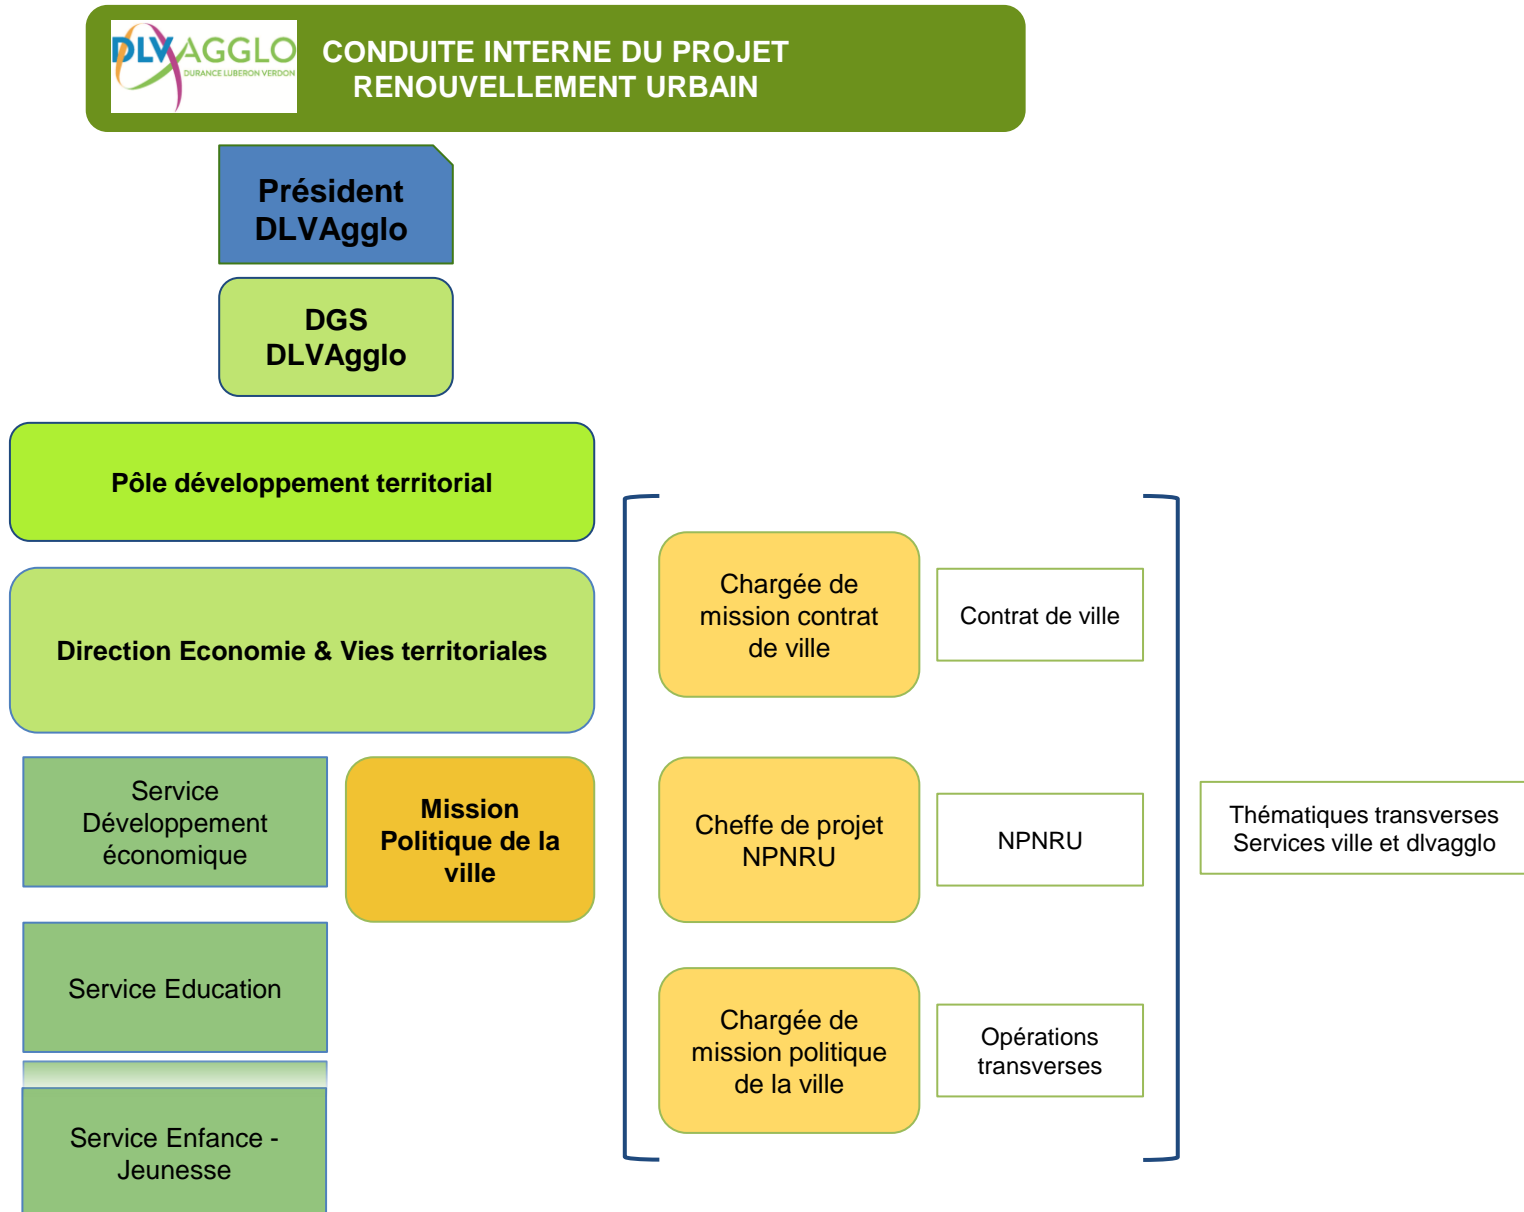 DLVAGGLO
DURANCE LUBERON VERDON
CONDUITE INTERNE DU PROJET
RENOUVELLEMENT URBAIN
Président
DLVAgglo
DGS
DLVAgglo
Pôle développement territorial
Direction Economie & Vies territoriales
Service
Développement
économique
Mission
Politique de la
ville
Service Education
Service Enfance -
Jeunesse
Chargée de
mission contrat
de ville
Contrat de ville
Cheffe de projet
NPNRU
NPNRU
Chargée de
mission politique
de la ville
Opérations
transverses
Thématiques transverses
Services ville et dlvagglo